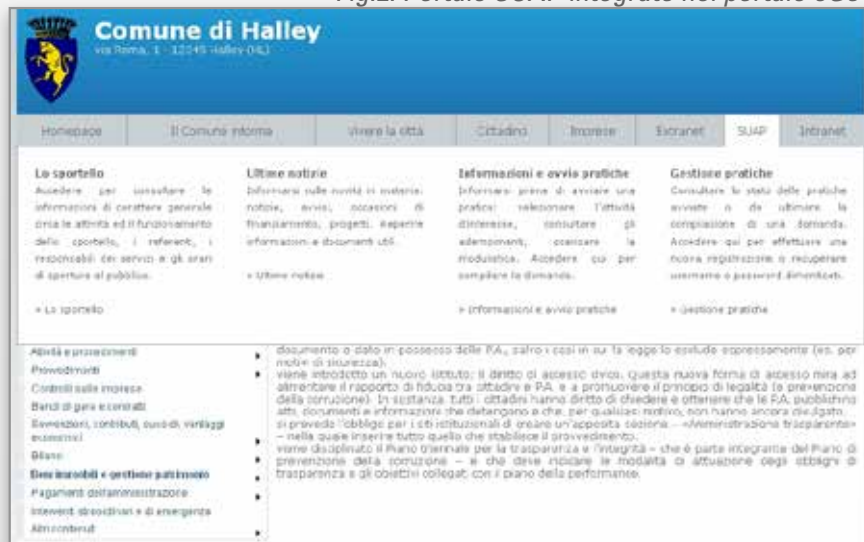 Comune di Halley
via Roma, 1 - 12345 Halley (HL)
Homepage Il Comune informa Vivere la città Cittadino Imprese Extranet SUAP Intranet
Lo sportello
Accedere per consultare le
informazioni di carattere generale
circa le attività ed il funzionamento
dello sportello, i referenti, i
responsabili dei servizi e gli orari
di apertura al pubblico.
» Lo sportello
Ultime notizie
Informarsi sulle novità in materia:
notizie, avvisi, occasioni di
finanziamento, progetti. Reperire
informazioni e documenti utili.
» Ultime notizie
Informazioni e avvio pratiche
Informarsi prima di avviare una
pratica: selezionare l'attività
d'interesse, consultare gli
adempimenti, scaricare la
modulistica. Accedere qui per
compilare la domanda.
» Informazioni e avvio pratiche
Gestione pratiche
Consultare lo stato delle pratiche
avviate o da ultimare la
compilazione di una domanda.
Accedere qui per effettuare una
nuova registrazione o recuperare
username o password dimenticati.
» Gestione pratiche
Attività e procedimenti
Provvedimenti
Controlli sulle imprese
Bandi di gara e contratti
Sovvenzioni, contributi, sussidi, vantaggi
economici
Bilanci
Beni immobili e gestione patrimonio
Pagamenti dell'amministrazione
Interventi straordinari e di emergenza
Altri contenuti
documento o dato in possesso delle P.A., salvo i casi in cui la legge lo esclude espressamente (es. per
motivi di sicurezza).
viene introdotto un nuovo istituto: il diritto di accesso civico. Questa nuova forma di accesso mira ad
alimentare il rapporto di fiducia tra cittadini e P.A. e a promuovere il principio di legalità (e prevenzione
della corruzione). In sostanza, tutti i cittadini hanno diritto di chiedere e ottenere che le P.A. pubblichino
atti, documenti e informazioni che detengono e che, per qualsiasi motivo, non hanno ancora divulgato.
si prevede l'obbligo per i siti istituzionali di creare un'apposita sezione – «Amministrazione trasparente»
– nella quale inserire tutto quello che stabilisce il provvedimento.
viene disciplinato il Piano triennale per la trasparenza e l'integrità – che è parte integrante del Piano di
prevenzione della corruzione – e che deve indicare le modalità di attuazione degli obblighi di
trasparenza e gli obiettivi collegati con il piano della performance.